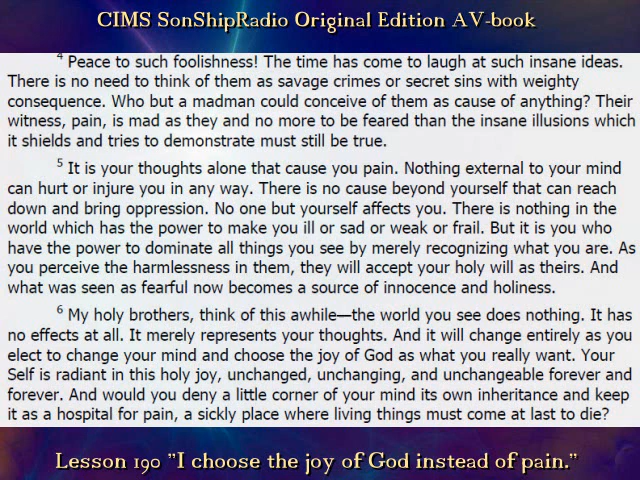 CIMS SonShipRadio Original Edition AV-book
4 Peace to such foolishness! The time has come to laugh at such insane ideas.
There is no need to think of them as savage crimes or secret sins with weighty
consequence. Who but a madman could conceive of them as cause of anything? Their
witness, pain, is mad as they and no more to be feared than the insane illusions which
it shields and tries to demonstrate must still be true.
5 It is your thoughts alone that cause you pain. Nothing external to your mind
can hurt or injure you in any way. There is no cause beyond yourself that can reach
down and bring oppression. No one but yourself affects you. There is nothing in the
world which has the power to make you ill or sad or weak or frail. But it is you who
have the power to dominate all things you see by merely recognizing what you are. As
you perceive the harmlessness in them, they will accept your holy will as theirs. And
what was seen as fearful now becomes a source of innocence and holiness.
6 My holy brothers, think of this awhile—the world you see does nothing. It has
no effects at all. It merely represents your thoughts. And it will change entirely as you
elect to change your mind and choose the joy of God as what you really want. Your
Self is radiant in this holy joy, unchanged, unchanging, and unchangeable forever and
forever. And would you deny a little corner of your mind its own inheritance and keep
it as a hospital for pain, a sickly place where living things must come at last to die?
Lesson 190 "I choose the joy of God instead of pain."